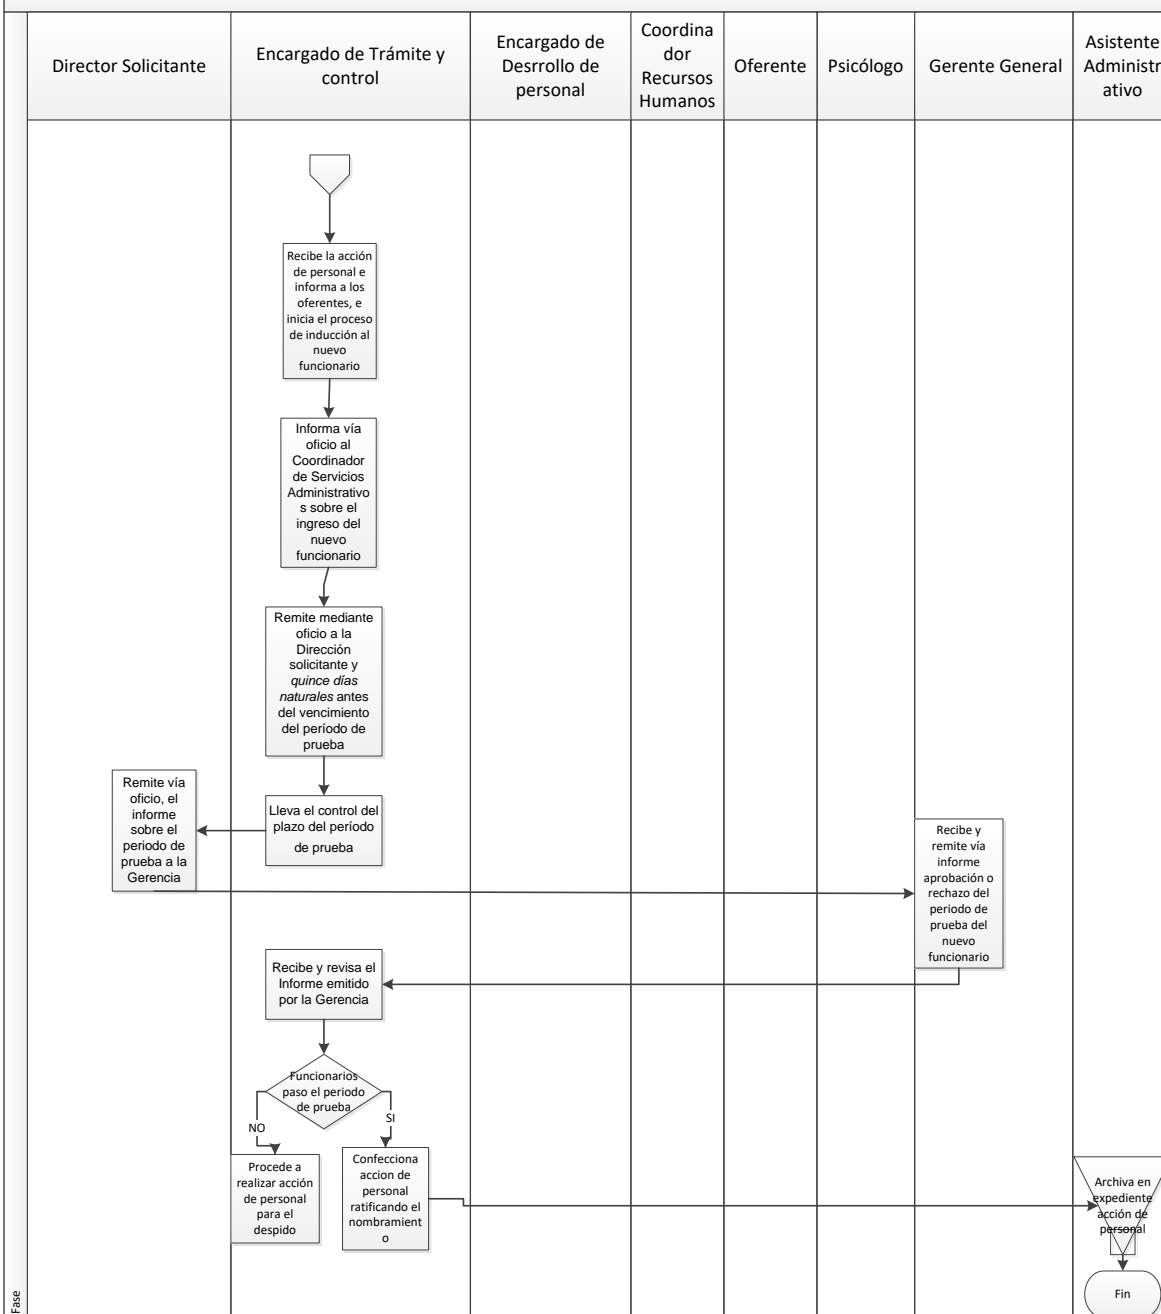 Director Solicitante
Encargado de Trámite y
control
Encargado de
Desrrollo de
personal
Coordina
dor
Recursos
Humanos
Oferente
Psicólogo
Gerente General
Asistente
Administr
ativo
Recibe la acción
de personal e
informa a los
oferentes, e
inicia el proceso
de inducción al
nuevo
funcionario
Informa vía
oficio al
Coordinador
de Servicios
Administrativo
s sobre el
ingreso del
nuevo
funcionario
Remite mediante
oficio a la
Dirección
solicitante y
quince días
naturales antes
del vencimiento
del período de
prueba
Lleva el control del
plazo del período
de prueba
Remite vía
oficio, el
informe
sobre el
periodo de
prueba a la
Gerencia
Recibe y
remite vía
informe
aprobación o
rechazo del
periodo de
prueba del
nuevo
funcionario
Recibe y revisa el
Informe emitido
por la Gerencia
Funcionarios
paso el periodo
de prueba
NO
SI
Procede a
realizar acción
de personal
para el
despido
Confecciona
accion de
personal
ratificando el
nombramient
o
Archiva en
expediente
acción de
personal
Fin
Fase